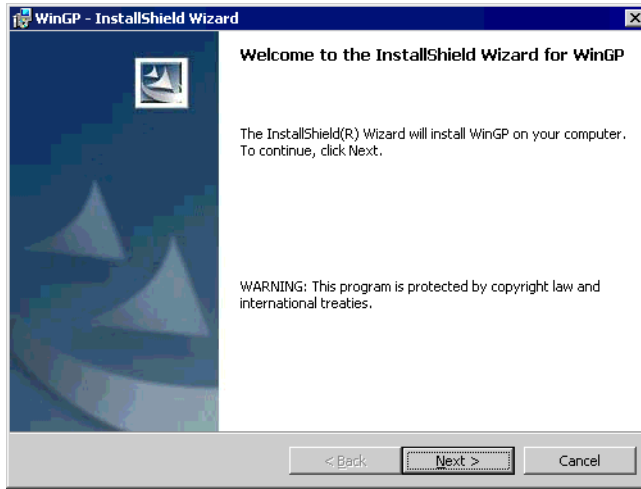 WinGP - InstallShield Wizard
Welcome to the InstallShield Wizard for WinGP
The InstallShield(R) Wizard will install WinGP on your computer.
To continue, click Next.
WARNING: This program is protected by copyright law and
international treaties.
< Back
Next >
Cancel